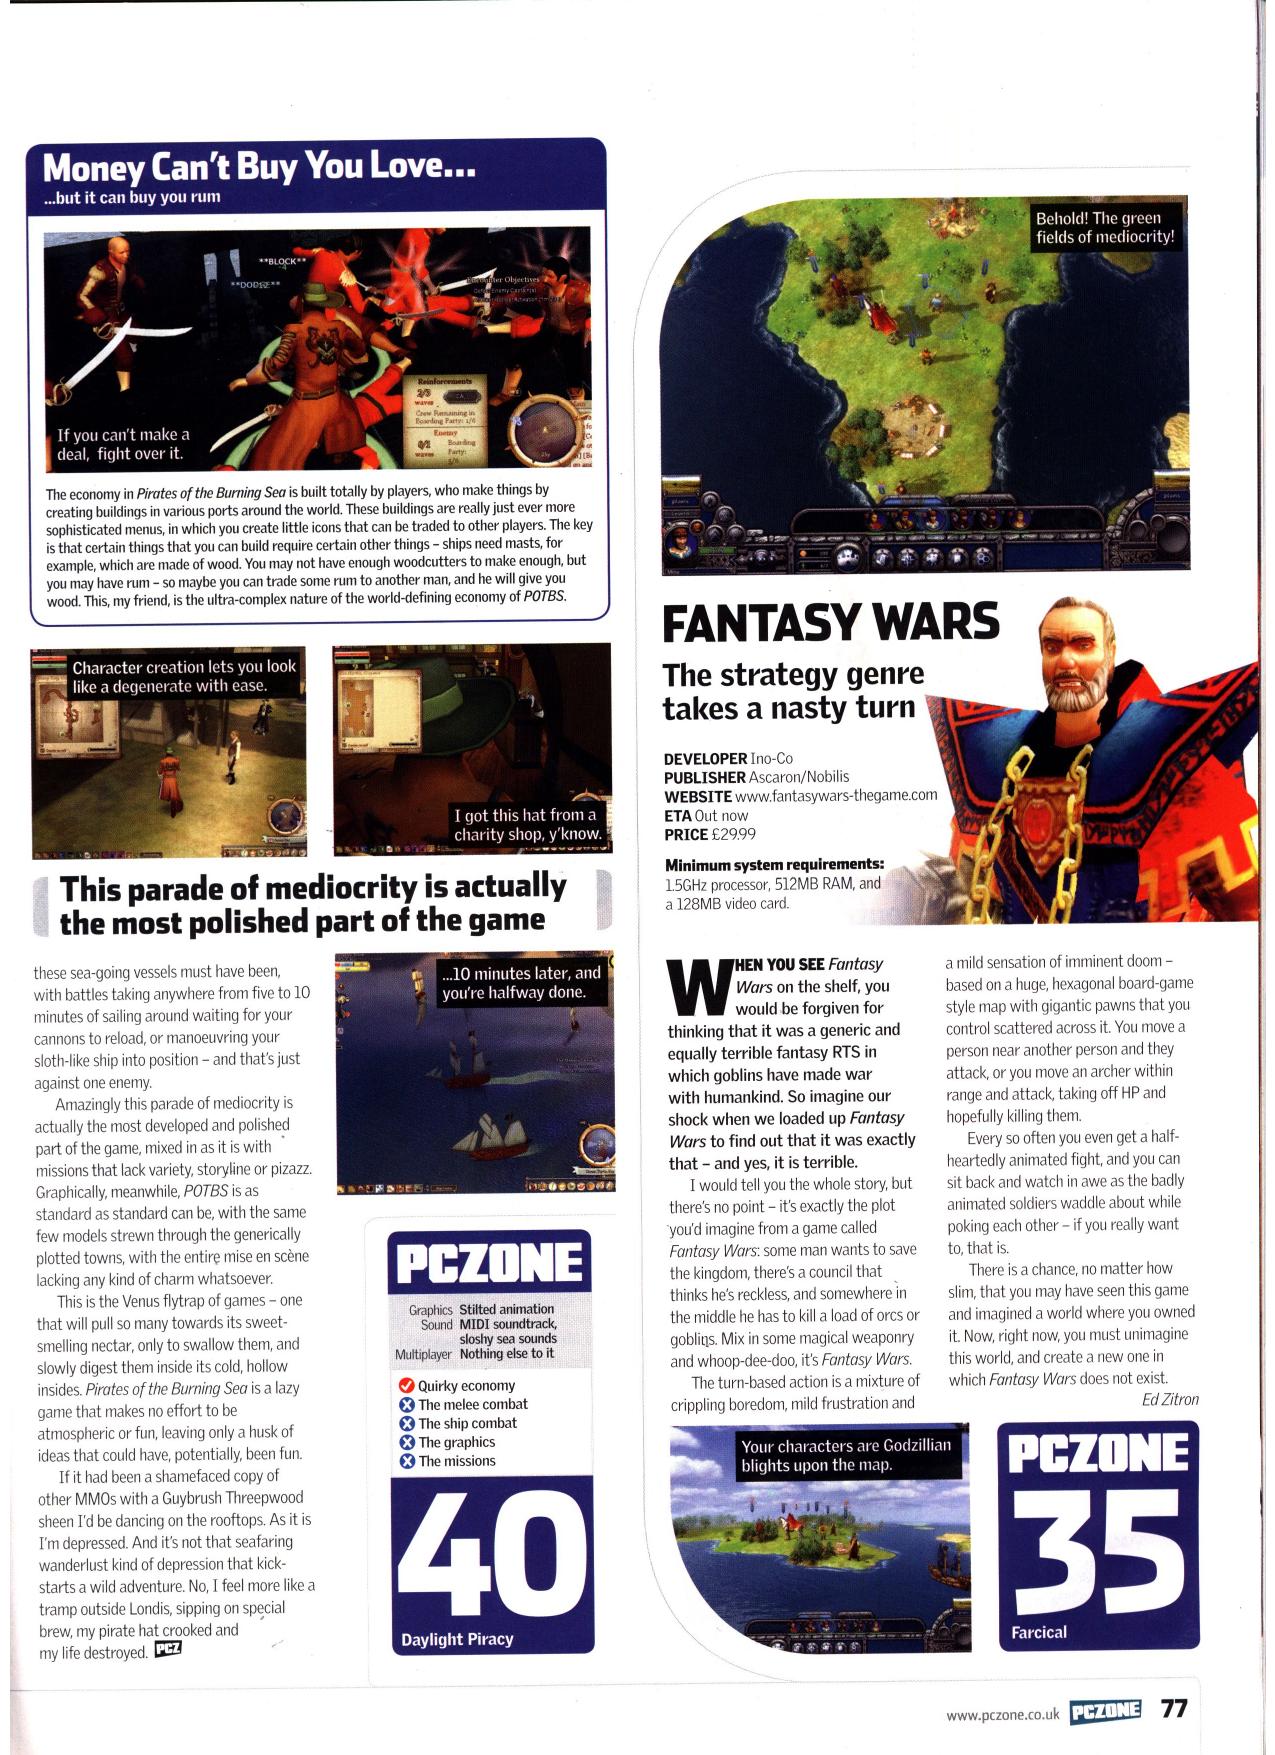 Money Can't Buy You Love...
...but it can buy you rum
**BLOCK**
-4
**DODGE**
Encounter Objectives
Reinforcements
2/3
waves
Crew Remaining in
Boarding Party: 1/6
Enemy
0/1
waves
Boarding
Party:
5/6
If you can't make a
deal, fight over it.
The economy in Pirates of the Burning Sea is built totally by players, who make things by
creating buildings in various ports around the world. These buildings are really just ever more
sophisticated menus, in which you create little icons that can be traded to other players. The key
is that certain things that you can build require certain other things – ships need masts, for
example, which are made of wood. You may not have enough woodcutters to make enough, but
you may have rum – so maybe you can trade some rum to another man, and he will give you
wood. This, my friend, is the ultra-complex nature of the world-defining economy of POTBS.
Character creation lets you look
like a degenerate with ease.
I got this hat from a
charity shop, y'know.
This parade of mediocrity is actually
the most polished part of the game
these sea-going vessels must have been,
with battles taking anywhere from five to 10
minutes of sailing around waiting for your
cannons to reload, or manoeuvring your
sloth-like ship into position – and that's just
against one enemy.
Amazingly this parade of mediocrity is
actually the most developed and polished
part of the game, mixed in as it is with
missions that lack variety, storyline or pizazz.
Graphically, meanwhile, POTBS is as
standard as standard can be, with the same
few models strewn through the generically
plotted towns, with the entire mise en scène
lacking any kind of charm whatsoever.
This is the Venus flytrap of games – one
that will pull so many towards its sweet-
smelling nectar, only to swallow them, and
slowly digest them inside its cold, hollow
insides. Pirates of the Burning Sea is a lazy
game that makes no effort to be
atmospheric or fun, leaving only a husk of
ideas that could have, potentially, been fun.
If it had been a shamefaced copy of
other MMOs with a Guybrush Threepwood
sheen I'd be dancing on the rooftops. As it is
I'm depressed. And it's not that seafaring
wanderlust kind of depression that kick-
starts a wild adventure. No, I feel more like a
tramp outside Londis, sipping on special
brew, my pirate hat crooked and
my life destroyed. PCZ
...10 minutes later, and
you're halfway done.
PCZONE
Graphics Stilted animation
Sound MIDI soundtrack,
sloshy sea sounds
Multiplayer Nothing else to it
Quirky economy
The melee combat
The ship combat
The graphics
The missions
40
Daylight Piracy
Behold! The green
fields of mediocrity!
FANTASY WARS
The strategy genre
takes a nasty turn
DEVELOPER Ino-Co
PUBLISHER Ascaron/Nobilis
WEBSITE www.fantasywars-thegame.com
ETA Out now
PRICE £29.99
Minimum system requirements:
1.5GHz processor, 512MB RAM, and
a 128MB video card.
WHEN YOU SEE Fantasy
Wars on the shelf, you
would be forgiven for
thinking that it was a generic and
equally terrible fantasy RTS in
which goblins have made war
with humankind. So imagine our
shock when we loaded up Fantasy
Wars to find out that it was exactly
that – and yes, it is terrible.
I would tell you the whole story, but
there's no point – it's exactly the plot
you'd imagine from a game called
Fantasy Wars: some man wants to save
the kingdom, there's a council that
thinks he's reckless, and somewhere in
the middle he has to kill a load of orcs or
goblins. Mix in some magical weaponry
and whoop-dee-doo, it's Fantasy Wars.
The turn-based action is a mixture of
crippling boredom, mild frustration and
a mild sensation of imminent doom –
based on a huge, hexagonal board-game
style map with gigantic pawns that you
control scattered across it. You move a
person near another person and they
attack, or you move an archer within
range and attack, taking off HP and
hopefully killing them.
Every so often you even get a half-
heartedly animated fight, and you can
sit back and watch in awe as the badly
animated soldiers waddle about while
poking each other – if you really want
to, that is.
There is a chance, no matter how
slim, that you may have seen this game
and imagined a world where you owned
it. Now, right now, you must unimagine
this world, and create a new one in
which Fantasy Wars does not exist.
Ed Zitron
Your characters are Godzillian
blights upon the map.
PCZONE
35
Farcical
www.pczone.co.uk PCZONE 77